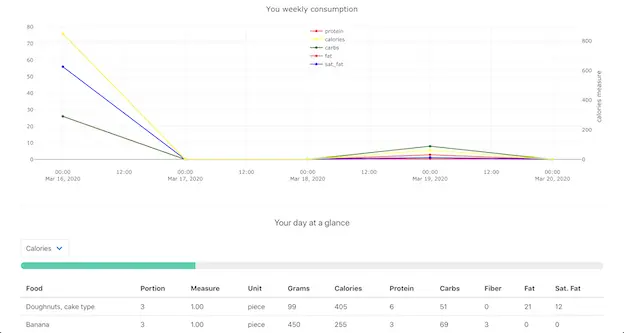 You weekly consumption
protein
calories
carbs
fat
sat_fat
80
70
60
50
40
30
20
10
0
800
600
400
200
0
calories measure
00:00 12:00 00:00 12:00 00:00 12:00 00:00 12:00 00:00
Mar 16, 2020 Mar 17, 2020 Mar 18, 2020 Mar 19, 2020 Mar 20, 2020
Your day at a glance
Calories
Food Portion Measure Unit Grams Calories Protein Carbs Fiber Fat Sat. Fat
Doughnuts, cake type 3 1.00 piece 99 405 6 51 0 21 12
Banana 3 1.00 piece 450 255 3 69 3 0 0